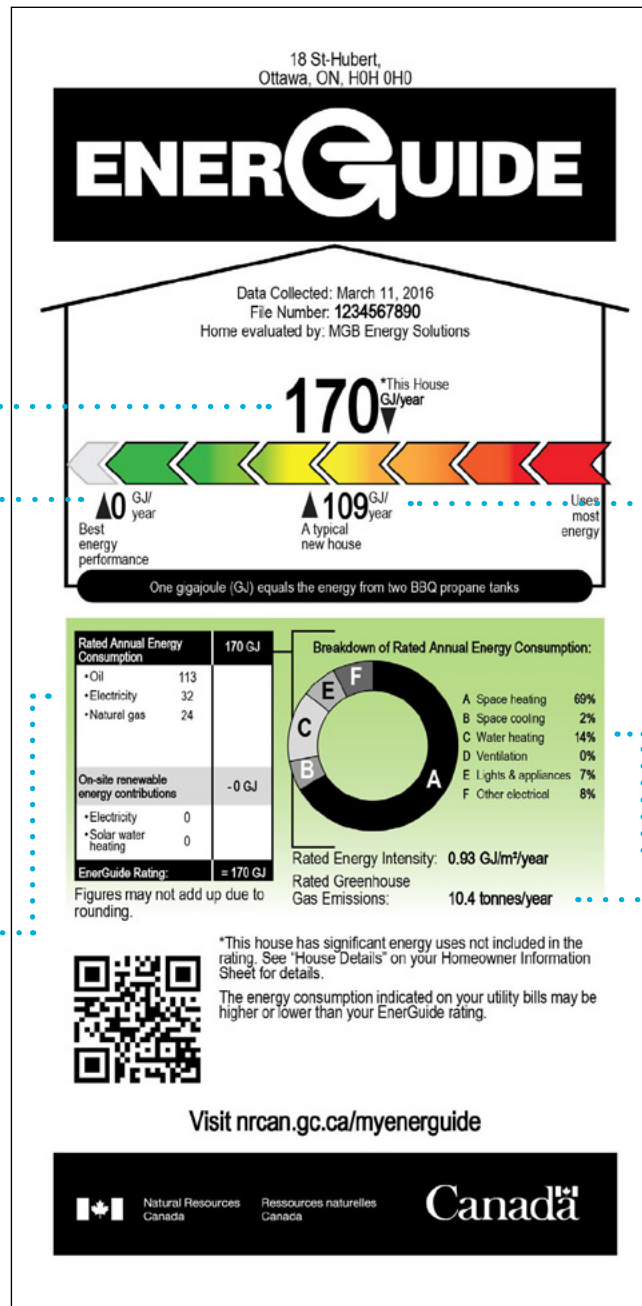 18 St-Hubert,
Ottawa, ON, H0H 0H0
ENERGUIDE
Data Collected: March 11, 2016
File Number: 1234567890
Home evaluated by: MGB Energy Solutions
170
*This House
GJ/year
0 GJ/
year
Best
energy
performance
109 GJ/
year
A typical
new house
Uses
most
energy
One gigajoule (GJ) equals the energy from two BBQ propane tanks
Rated Annual Energy
Consumption
170 GJ
•Oil 113
•Electricity 32
•Natural gas 24
On-site renewable
energy contributions
- 0 GJ
•Electricity 0
•Solar water
heating 0
EnerGuide Rating: = 170 GJ
Figures may not add up due to
rounding.
Breakdown of Rated Annual Energy Consumption:
F
E
C
B
A
A Space heating 69%
B Space cooling 2%
C Water heating 14%
D Ventilation 0%
E Lights & appliances 7%
F Other electrical 8%
Rated Energy Intensity: 0.93 GJ/m²/year
Rated Greenhouse
Gas Emissions: 10.4 tonnes/year
*This house has significant energy uses not included in the
rating. See "House Details" on your Homeowner Information
Sheet for details.
The energy consumption indicated on your utility bills may be
higher or lower than your EnerGuide rating.
Visit nrcan.gc.ca/myenerguide
Natural Resources
Canada
Ressources naturelles
Canada
Canada